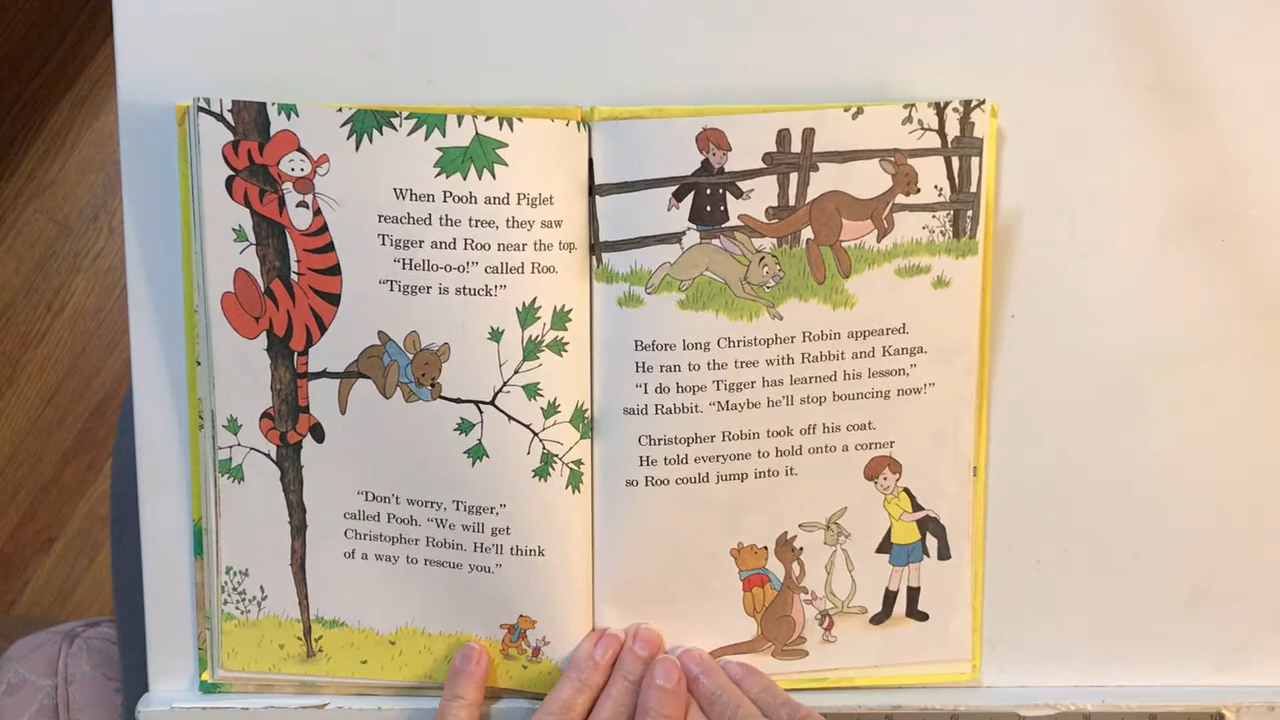 When Pooh and Piglet
reached the tree, they saw
Tigger and Roo near the top.
“Hello-o-o!” called Roo.
“Tigger is stuck!”
“Don’t worry, Tigger,”
called Pooh. “We will get
Christopher Robin. He’ll think
of a way to rescue you.”
Before long Christopher Robin appeared.
He ran to the tree with Rabbit and Kanga.
“I do hope Tigger has learned his lesson,”
said Rabbit. “Maybe he’ll stop bouncing now!”
Christopher Robin took off his coat.
He told everyone to hold onto a corner
so Roo could jump into it.